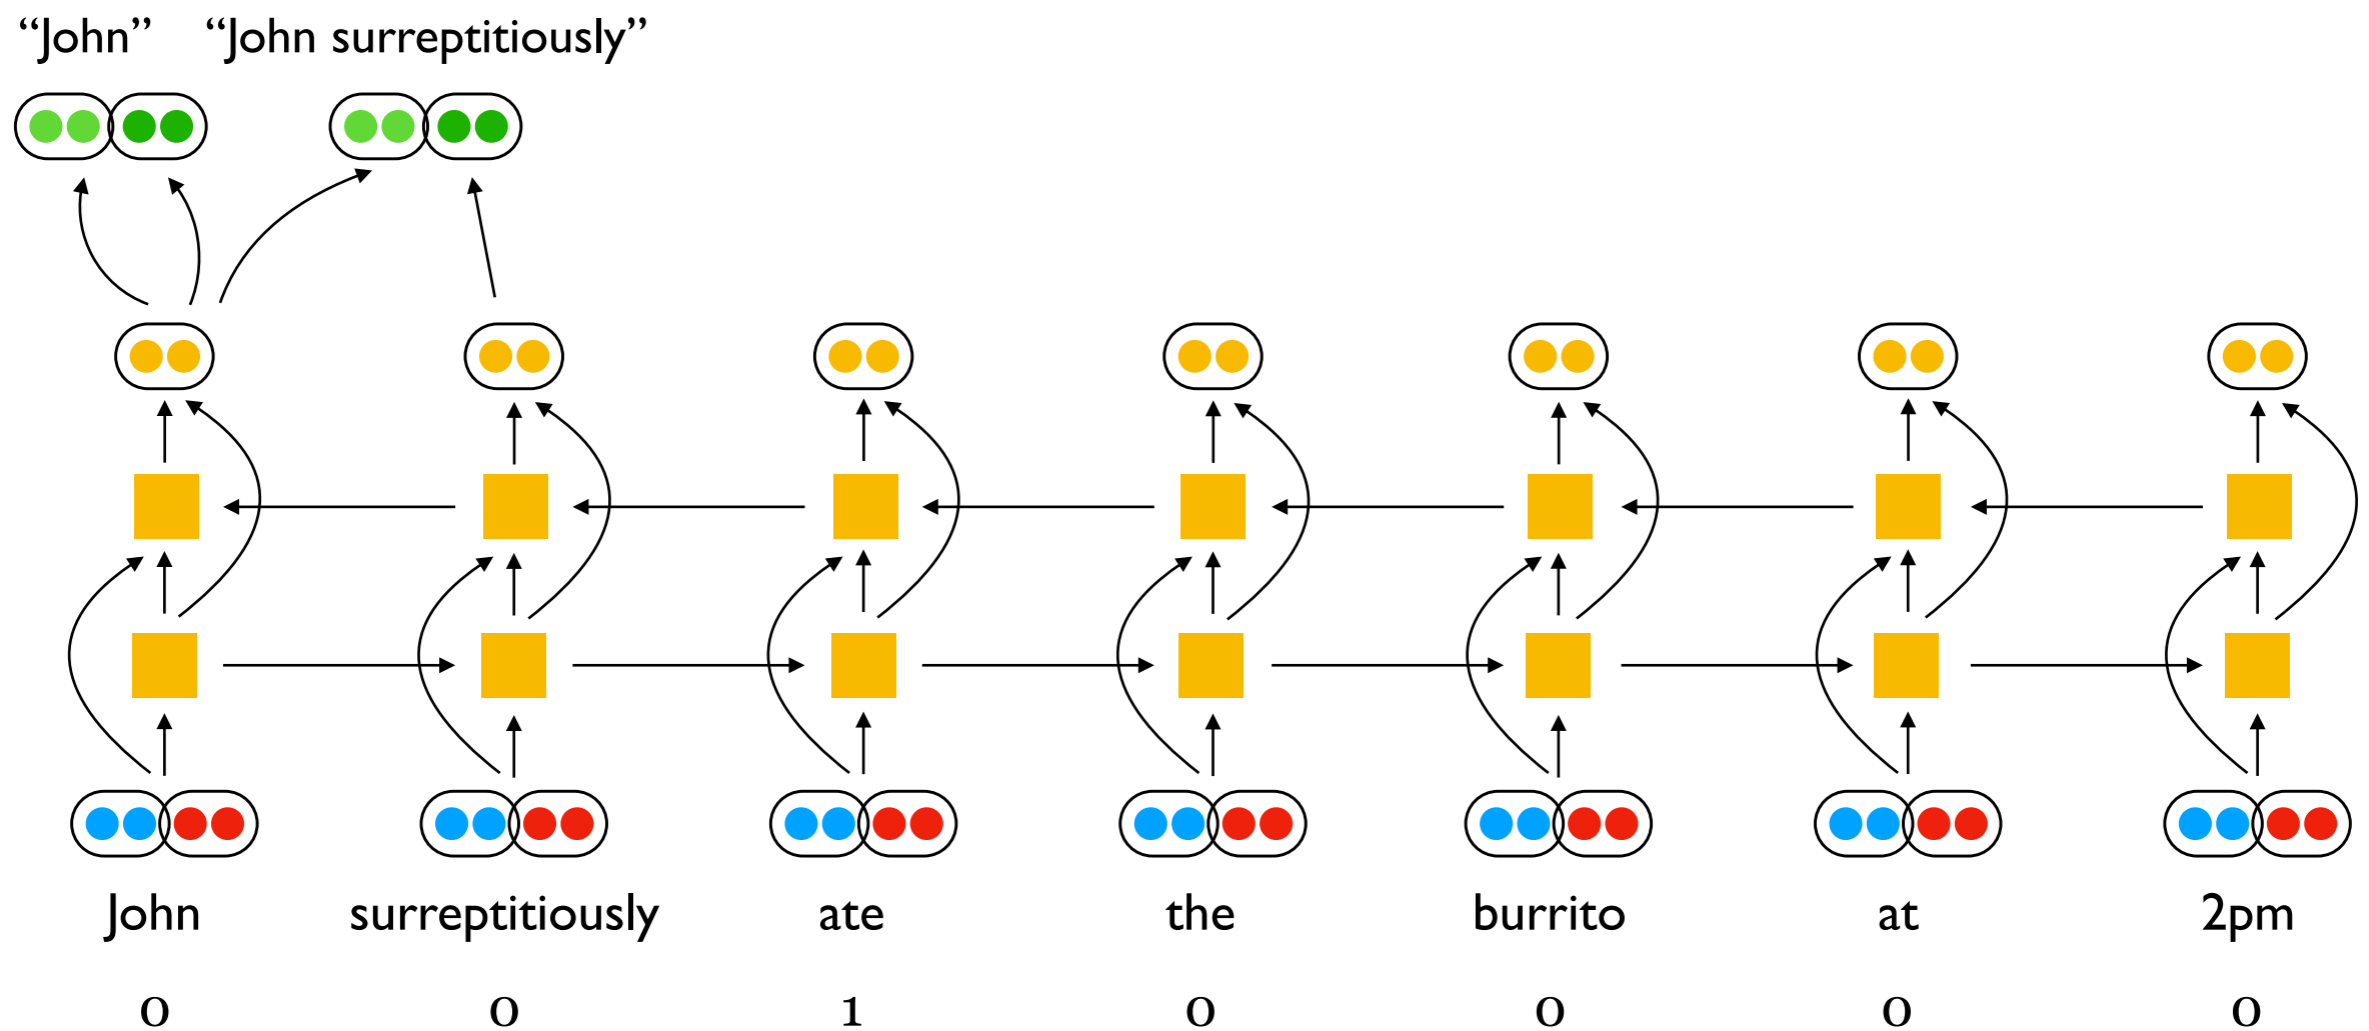 “John” “John surreptitiously”
John surreptitiously ate the burrito at 2pm
0 0 1 0 0 0 0